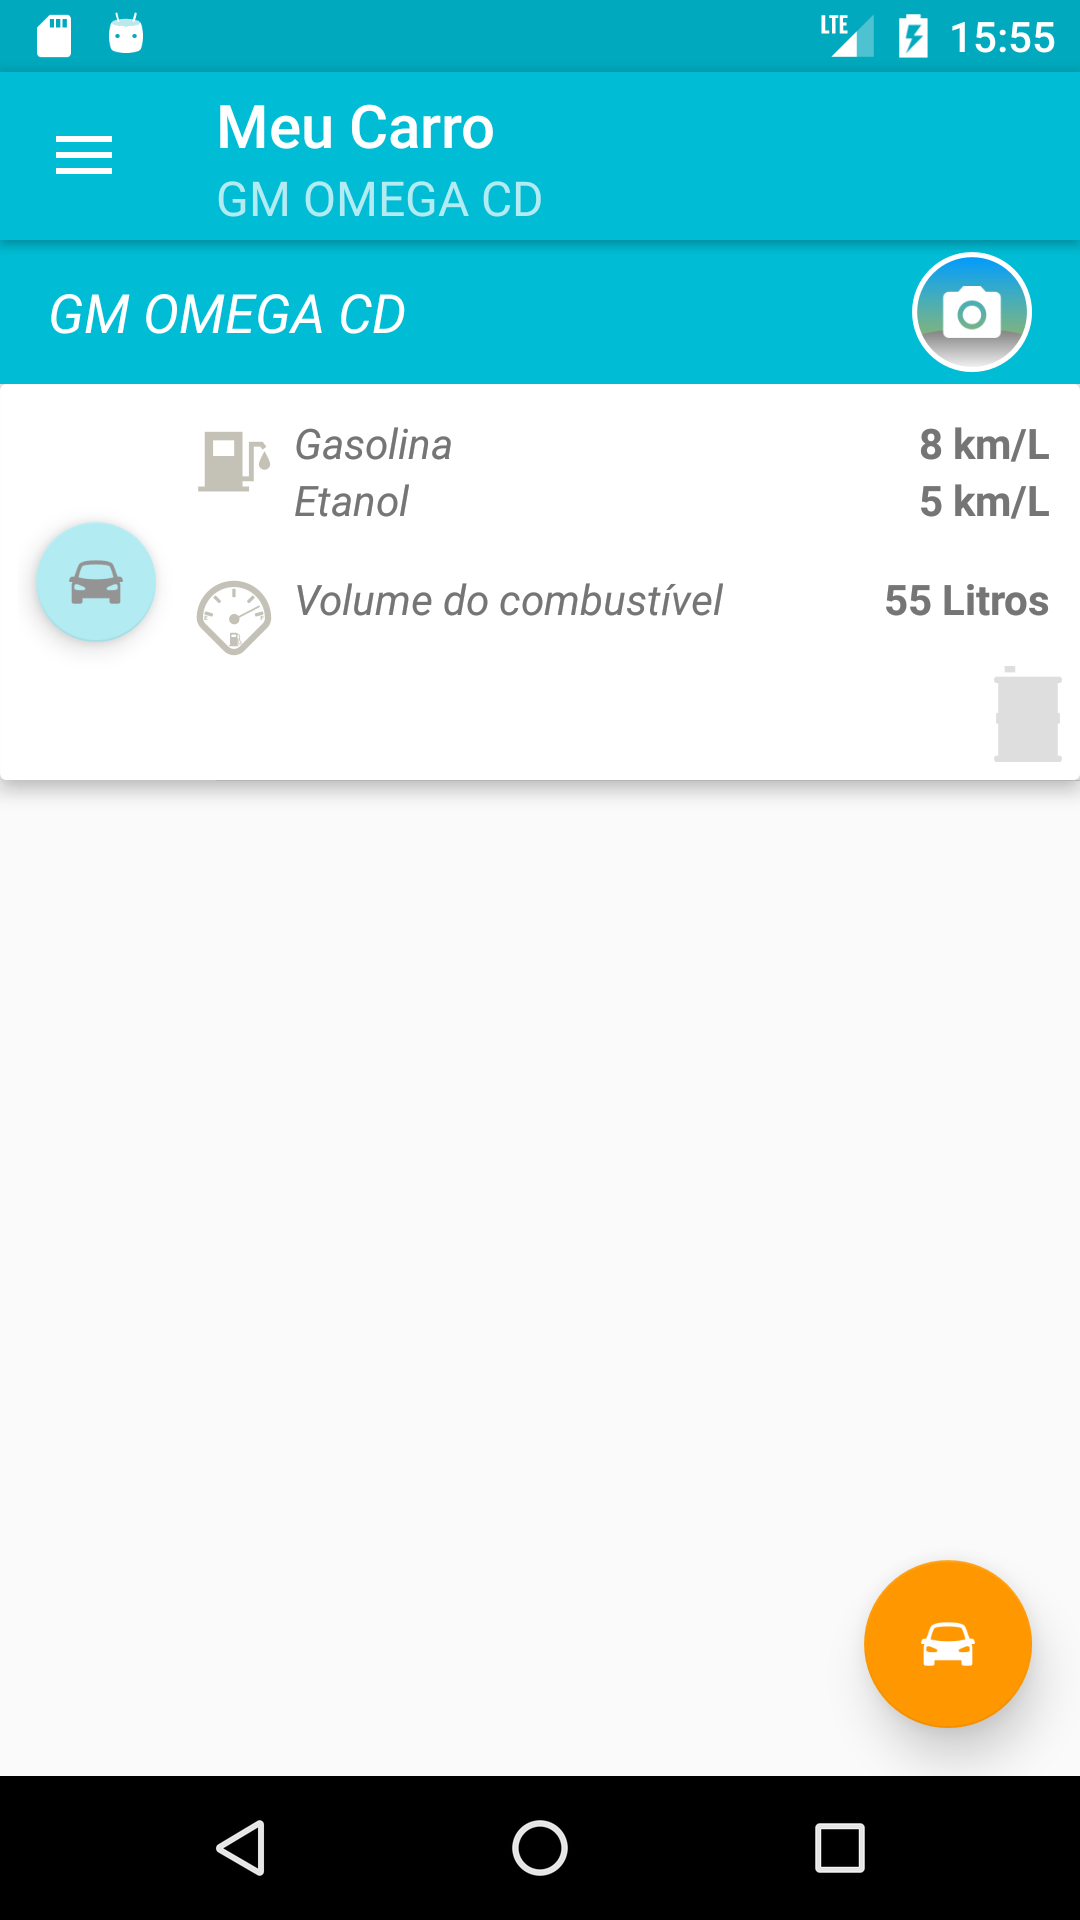 LTE 15:55
Meu Carro
GM OMEGA CD
GM OMEGA CD
Gasolina 8 km/L
Etanol 5 km/L
Volume do combustível 55 Litros